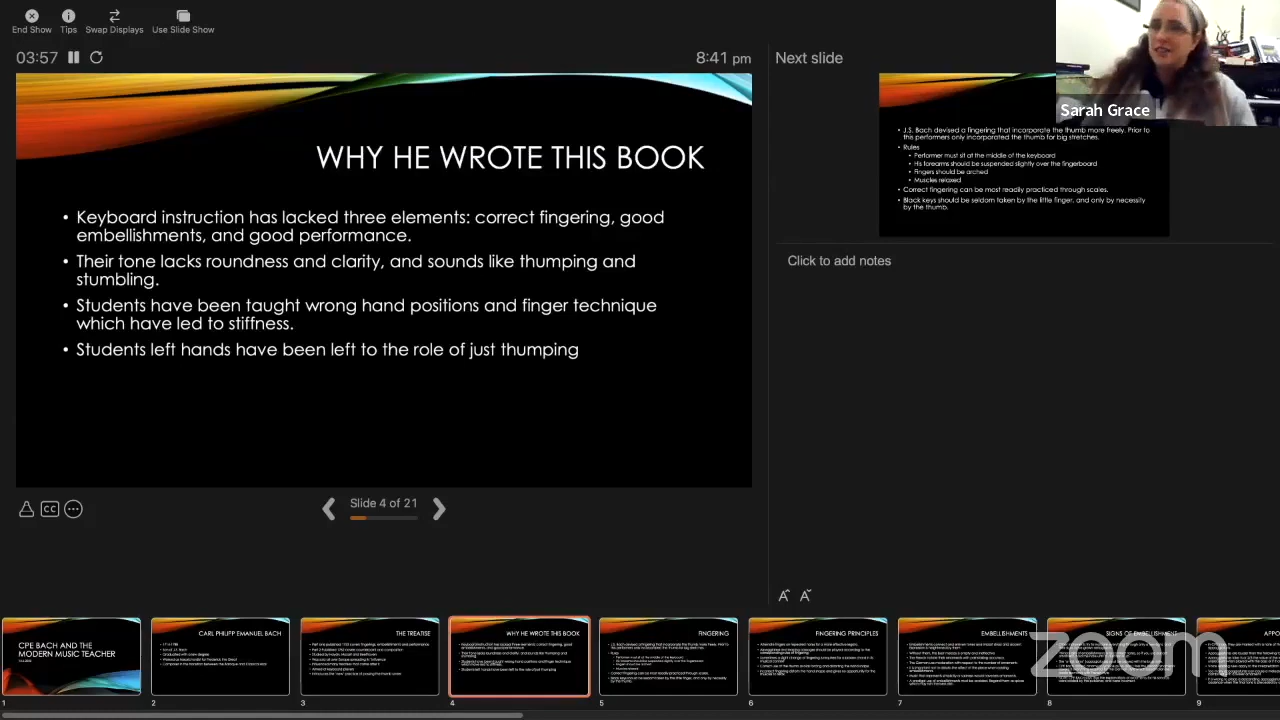 End Show
Tips
Swap Displays
Use Slide Show
03:57
8:41 pm
Next slide
Sarah Grace
WHY HE WROTE THIS BOOK
• Keyboard instruction has lacked three elements: correct fingering, good
embellishments, and good performance.
• Their tone lacks roundness and clarity, and sounds like thumping and
stumbling.
• Students have been taught wrong hand positions and finger technique
which have led to stiffness.
• Students left hands have been left to the role of just thumping
• J.S. Bach devised a fingering that incorporate the thumb more freely. Prior to
this performers only incorporated the thumb for big stretches.
• Rules
• Performer must sit at the middle of the keyboard
• His forearms should be suspended slightly over the fingerboard
• Fingers should be arched
• Muscles relaxed
• Correct fingering can be most readily practiced through scales.
• Black keys should be seldom taken by the little finger, and only by necessity
by the thumb.
Click to add notes
CC
Slide 4 of 21
CPE BACH AND THE
MODERN MUSIC TEACHER
CARL PHILIPP EMANUEL BACH
THE TREATISE
WHY HE WROTE THIS BOOK
FINGERING
FINGERING PRINCIPLES
EMBELLISHMENTS
SIGNS OF EMBELLISHMENT
zoom
1
2
3
4
5
6
7
8
9